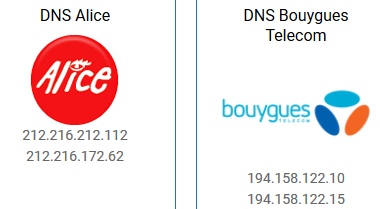 DNS Alice
Alice
212.216.212.112
212.216.172.62
DNS Bouygues
Telecom
bouygues
TELECOM
194.158.122.10
194.158.122.15